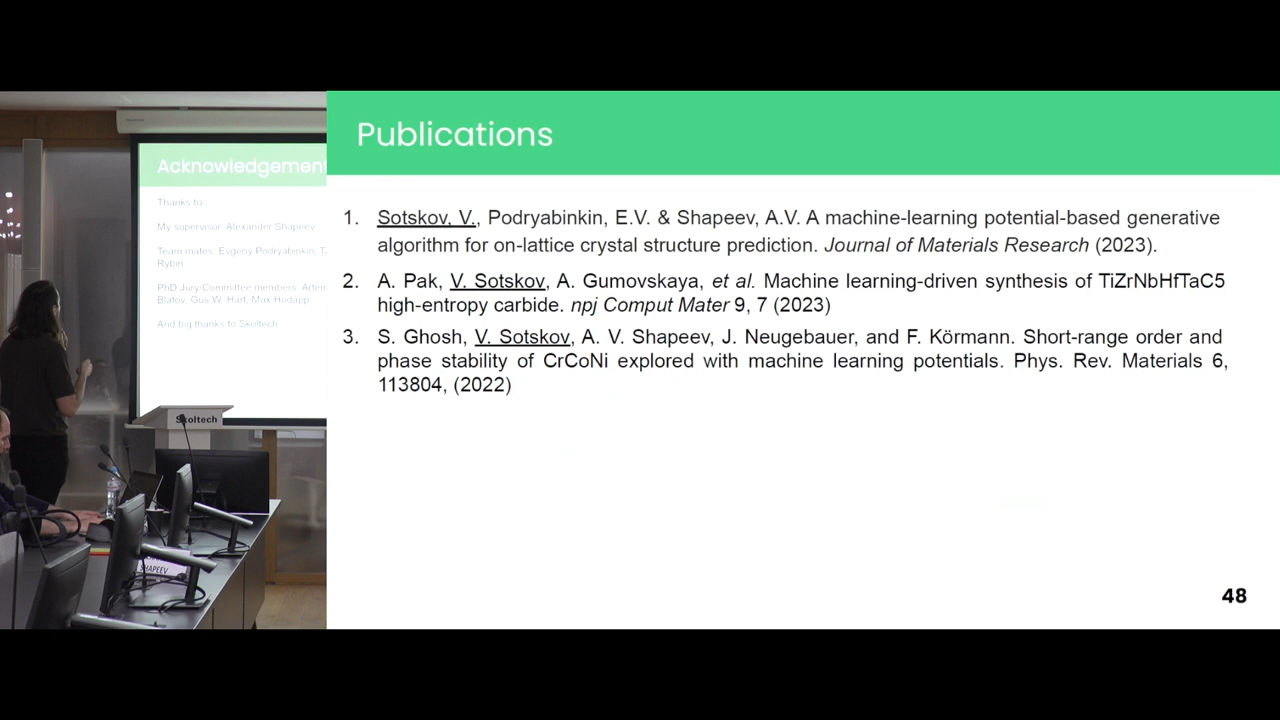 Publications
1. Sotskov, V., Podryabinkin, E.V. & Shapeev, A.V. A machine-learning potential-based generative
algorithm for on-lattice crystal structure prediction. Journal of Materials Research (2023).
2. A. Pak, V. Sotskov, A. Gumovskaya, et al. Machine learning-driven synthesis of TiZrNbHfTaC5
high-entropy carbide. npj Comput Mater 9, 7 (2023)
3. S. Ghosh, V. Sotskov, A. V. Shapeev, J. Neugebauer, and F. Körmann. Short-range order and
phase stability of CrCoNi explored with machine learning potentials. Phys. Rev. Materials 6,
113804, (2022)
48
Acknowledgement
Thanks to
My supervisor: Alexander Shapeev
Team mates: Evgeny Podryabinkin, T
Rybin
PhD Jury/Committee members: Artem
Blatov, Gus W. Hart, Max Hodapp
And big thanks to Skoltech
Skoltech
SHAPEEV